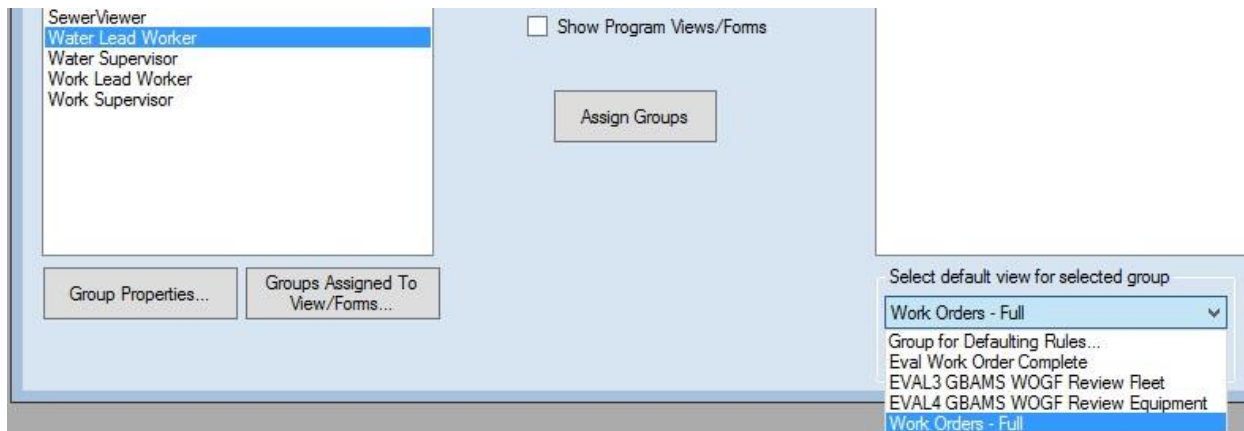 SewerViewer
Water Lead Worker
Water Supervisor
Work Lead Worker
Work Supervisor
Show Program Views/Forms
Assign Groups
Group Properties...
Groups Assigned To
View/Forms...
Select default view for selected group
Work Orders - Full
Group for Defaulting Rules...
Eval Work Order Complete
EVAL3 GBAMS WOGF Review Fleet
EVAL4 GBAMS WOGF Review Equipment
Work Orders - Full